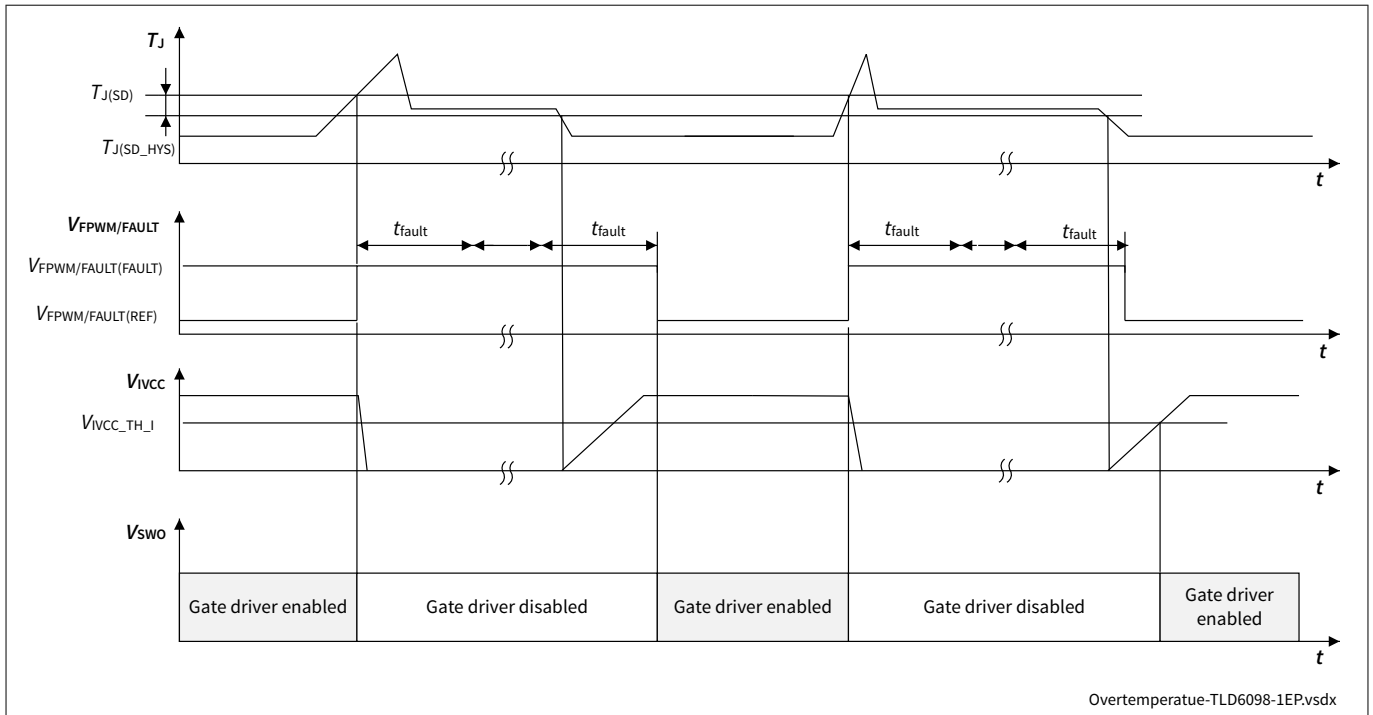 TJ
TJ(SD)
TJ(SD_HYS)
t
VFPWM/FAULT
tfault tfault tfault tfault
VFPWM/FAULT(FAULT)
VFPWM/FAULT(REF)
t
VIVCC
VIVCC_TH_I
t
VSWO
Gate driver enabled Gate driver disabled Gate driver enabled Gate driver disabled Gate driver
enabled
t
Overtemperatue-TLD6098-1EP.vsdx